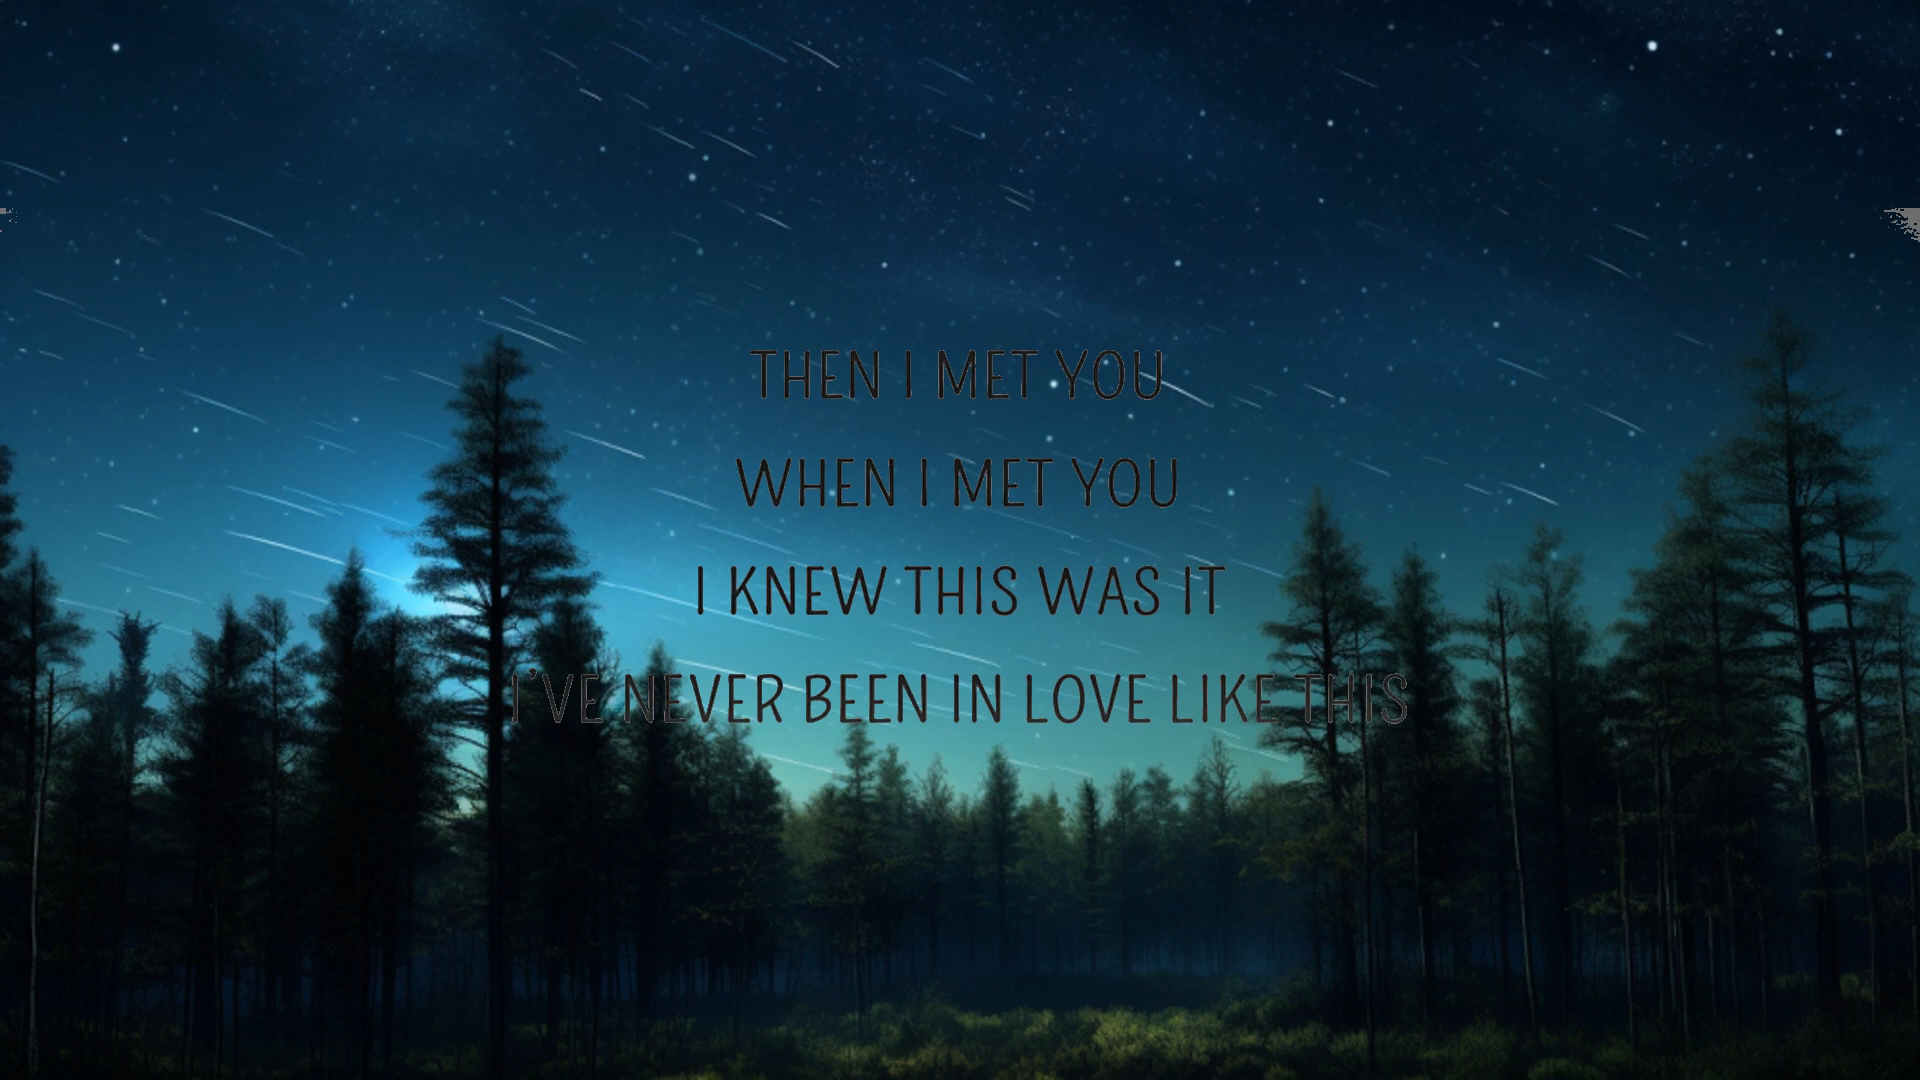 THEN I MET YOU
WHEN I MET YOU
I KNEW THIS WAS IT
I'VE NEVER BEEN IN LOVE LIKE THIS